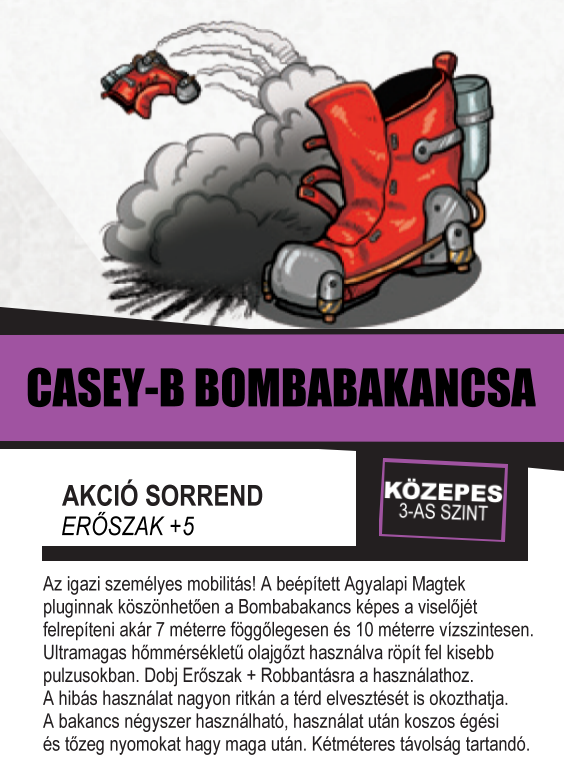 CASEY-B BOMBABAKANCSA
AKCIÓ SORREND
ERŐSZAK +5
KÖZEPES
3-AS SZINT
Az igazi személyes mobilitás! A beépített Agyalapi Magtek
pluginnak köszönhetően a Bombabakancs képes a viselőjét
felrepíteni akár 7 méterre föggőlegesen és 10 méterre vízszintesen.
Ultramagas hőmmérsékletű olajgőzt használva röpít fel kisebb
pulzusokban. Dobj Erőszak + Robbantásra a használathoz.
A hibás használat nagyon ritkán a térd elvesztését is okozthatja.
A bakancs négyszer használható, használat után koszos égési
és tőzeg nyomokat hagy maga után. Kétméteres távolság tartandó.